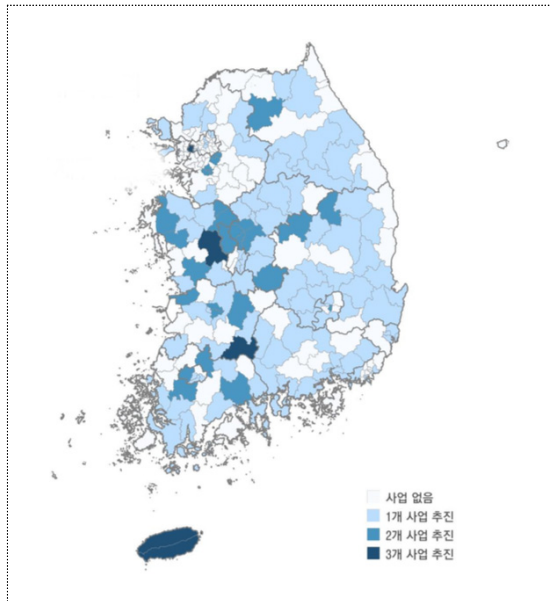 사업 없음
1개 사업 추진
2개 사업 추진
3개 사업 추진